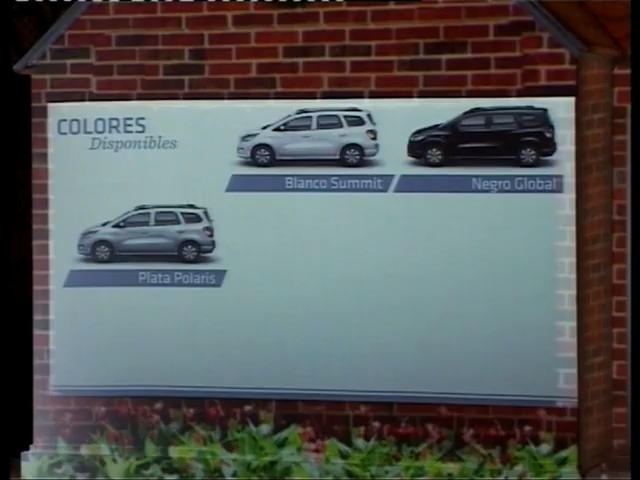 COLORES
Disponibles
Blanco Summit
Negro Global
Plata Polaris